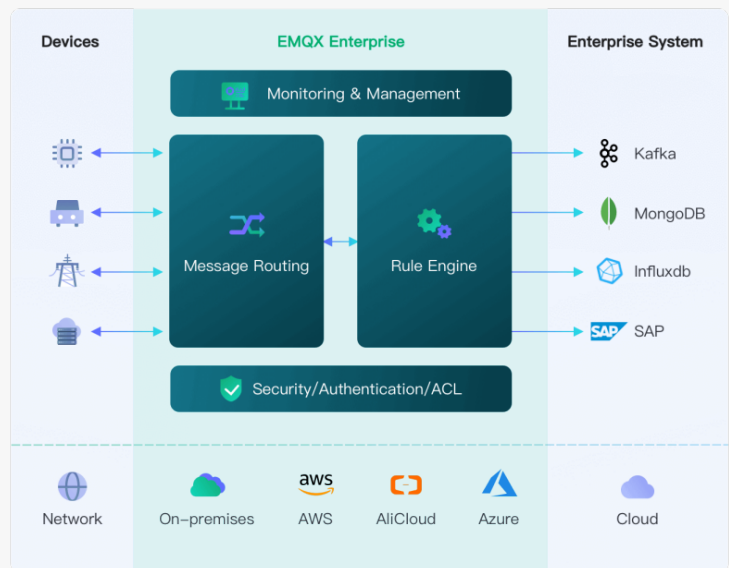 Devices
EMQX Enterprise
Enterprise System
Monitoring & Management
Kafka
MongoDB
Message Routing
Rule Engine
Influxdb
SAP SAP
Security/Authentication/ACL
aws
Network
On-premises
AWS
AliCloud
Azure
Cloud